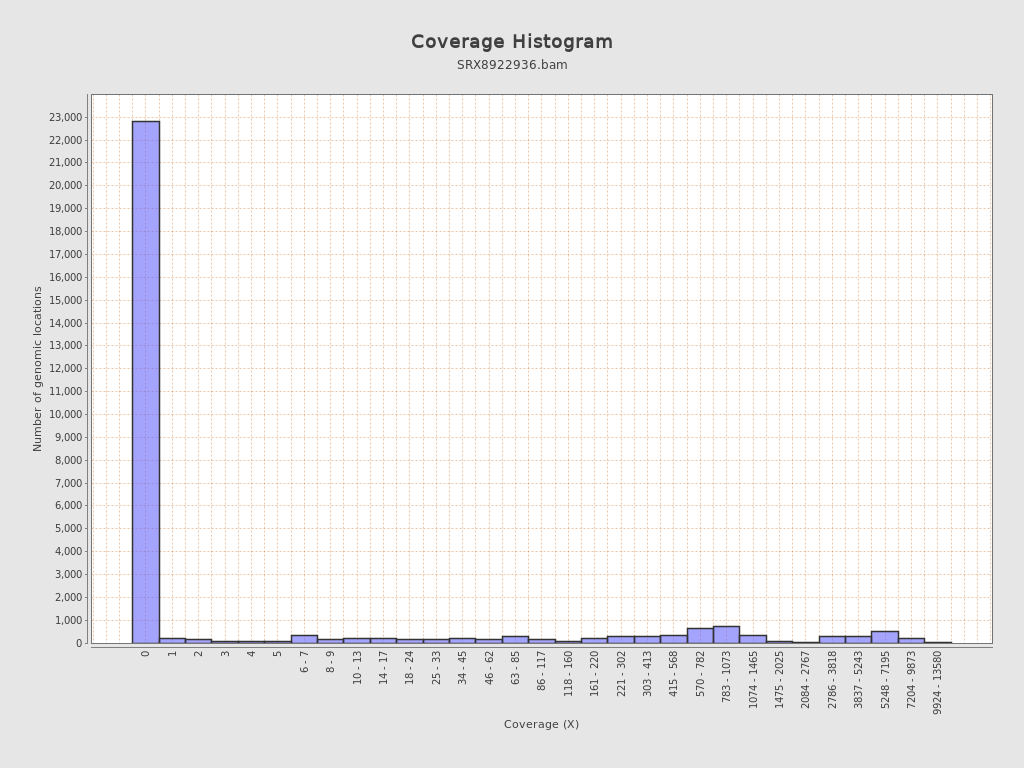 Coverage Histogram
SRX8922936.bam
Number of genomic locations
23,000
22,000
21,000
20,000
19,000
18,000
17,000
16,000
15,000
14,000
13,000
12,000
11,000
10,000
9,000
8,000
7,000
6,000
5,000
4,000
3,000
2,000
1,000
0
0
1
2
3
4
5
6 - 7
8 - 9
10 - 13
14 - 17
18 - 24
25 - 33
34 - 45
46 - 62
63 - 85
86 - 117
118 - 160
161 - 220
221 - 302
303 - 413
415 - 568
570 - 782
783 - 1073
1074 - 1465
1475 - 2025
2084 - 2767
2786 - 3818
3837 - 5243
5248 - 7195
7204 - 9873
9924 - 13580
Coverage (X)